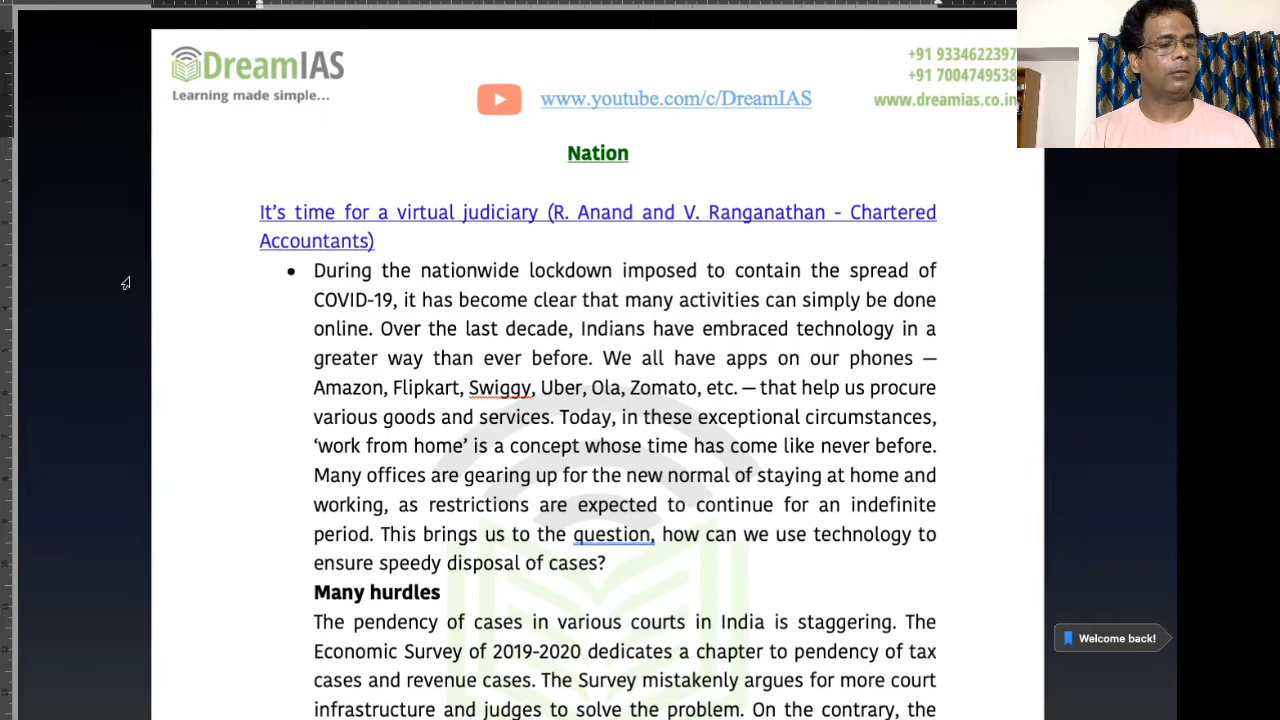 DreamIAS
Learning made simple...
www.youtube.com/c/DreamIAS
+91 9334622397
+91 7004749538
www.dreamias.co.in
Nation
It's time for a virtual judiciary (R. Anand and V. Ranganathan - Chartered
Accountants)
• During the nationwide lockdown imposed to contain the spread of
COVID-19, it has become clear that many activities can simply be done
online. Over the last decade, Indians have embraced technology in a
greater way than ever before. We all have apps on our phones —
Amazon, Flipkart, Swiggy, Uber, Ola, Zomato, etc. — that help us procure
various goods and services. Today, in these exceptional circumstances,
‘work from home’ is a concept whose time has come like never before.
Many offices are gearing up for the new normal of staying at home and
working, as restrictions are expected to continue for an indefinite
period. This brings us to the question, how can we use technology to
ensure speedy disposal of cases?
Many hurdles
The pendency of cases in various courts in India is staggering. The
Economic Survey of 2019-2020 dedicates a chapter to pendency of tax
cases and revenue cases. The Survey mistakenly argues for more court
infrastructure and judges to solve the problem. On the contrary, the
Welcome back!